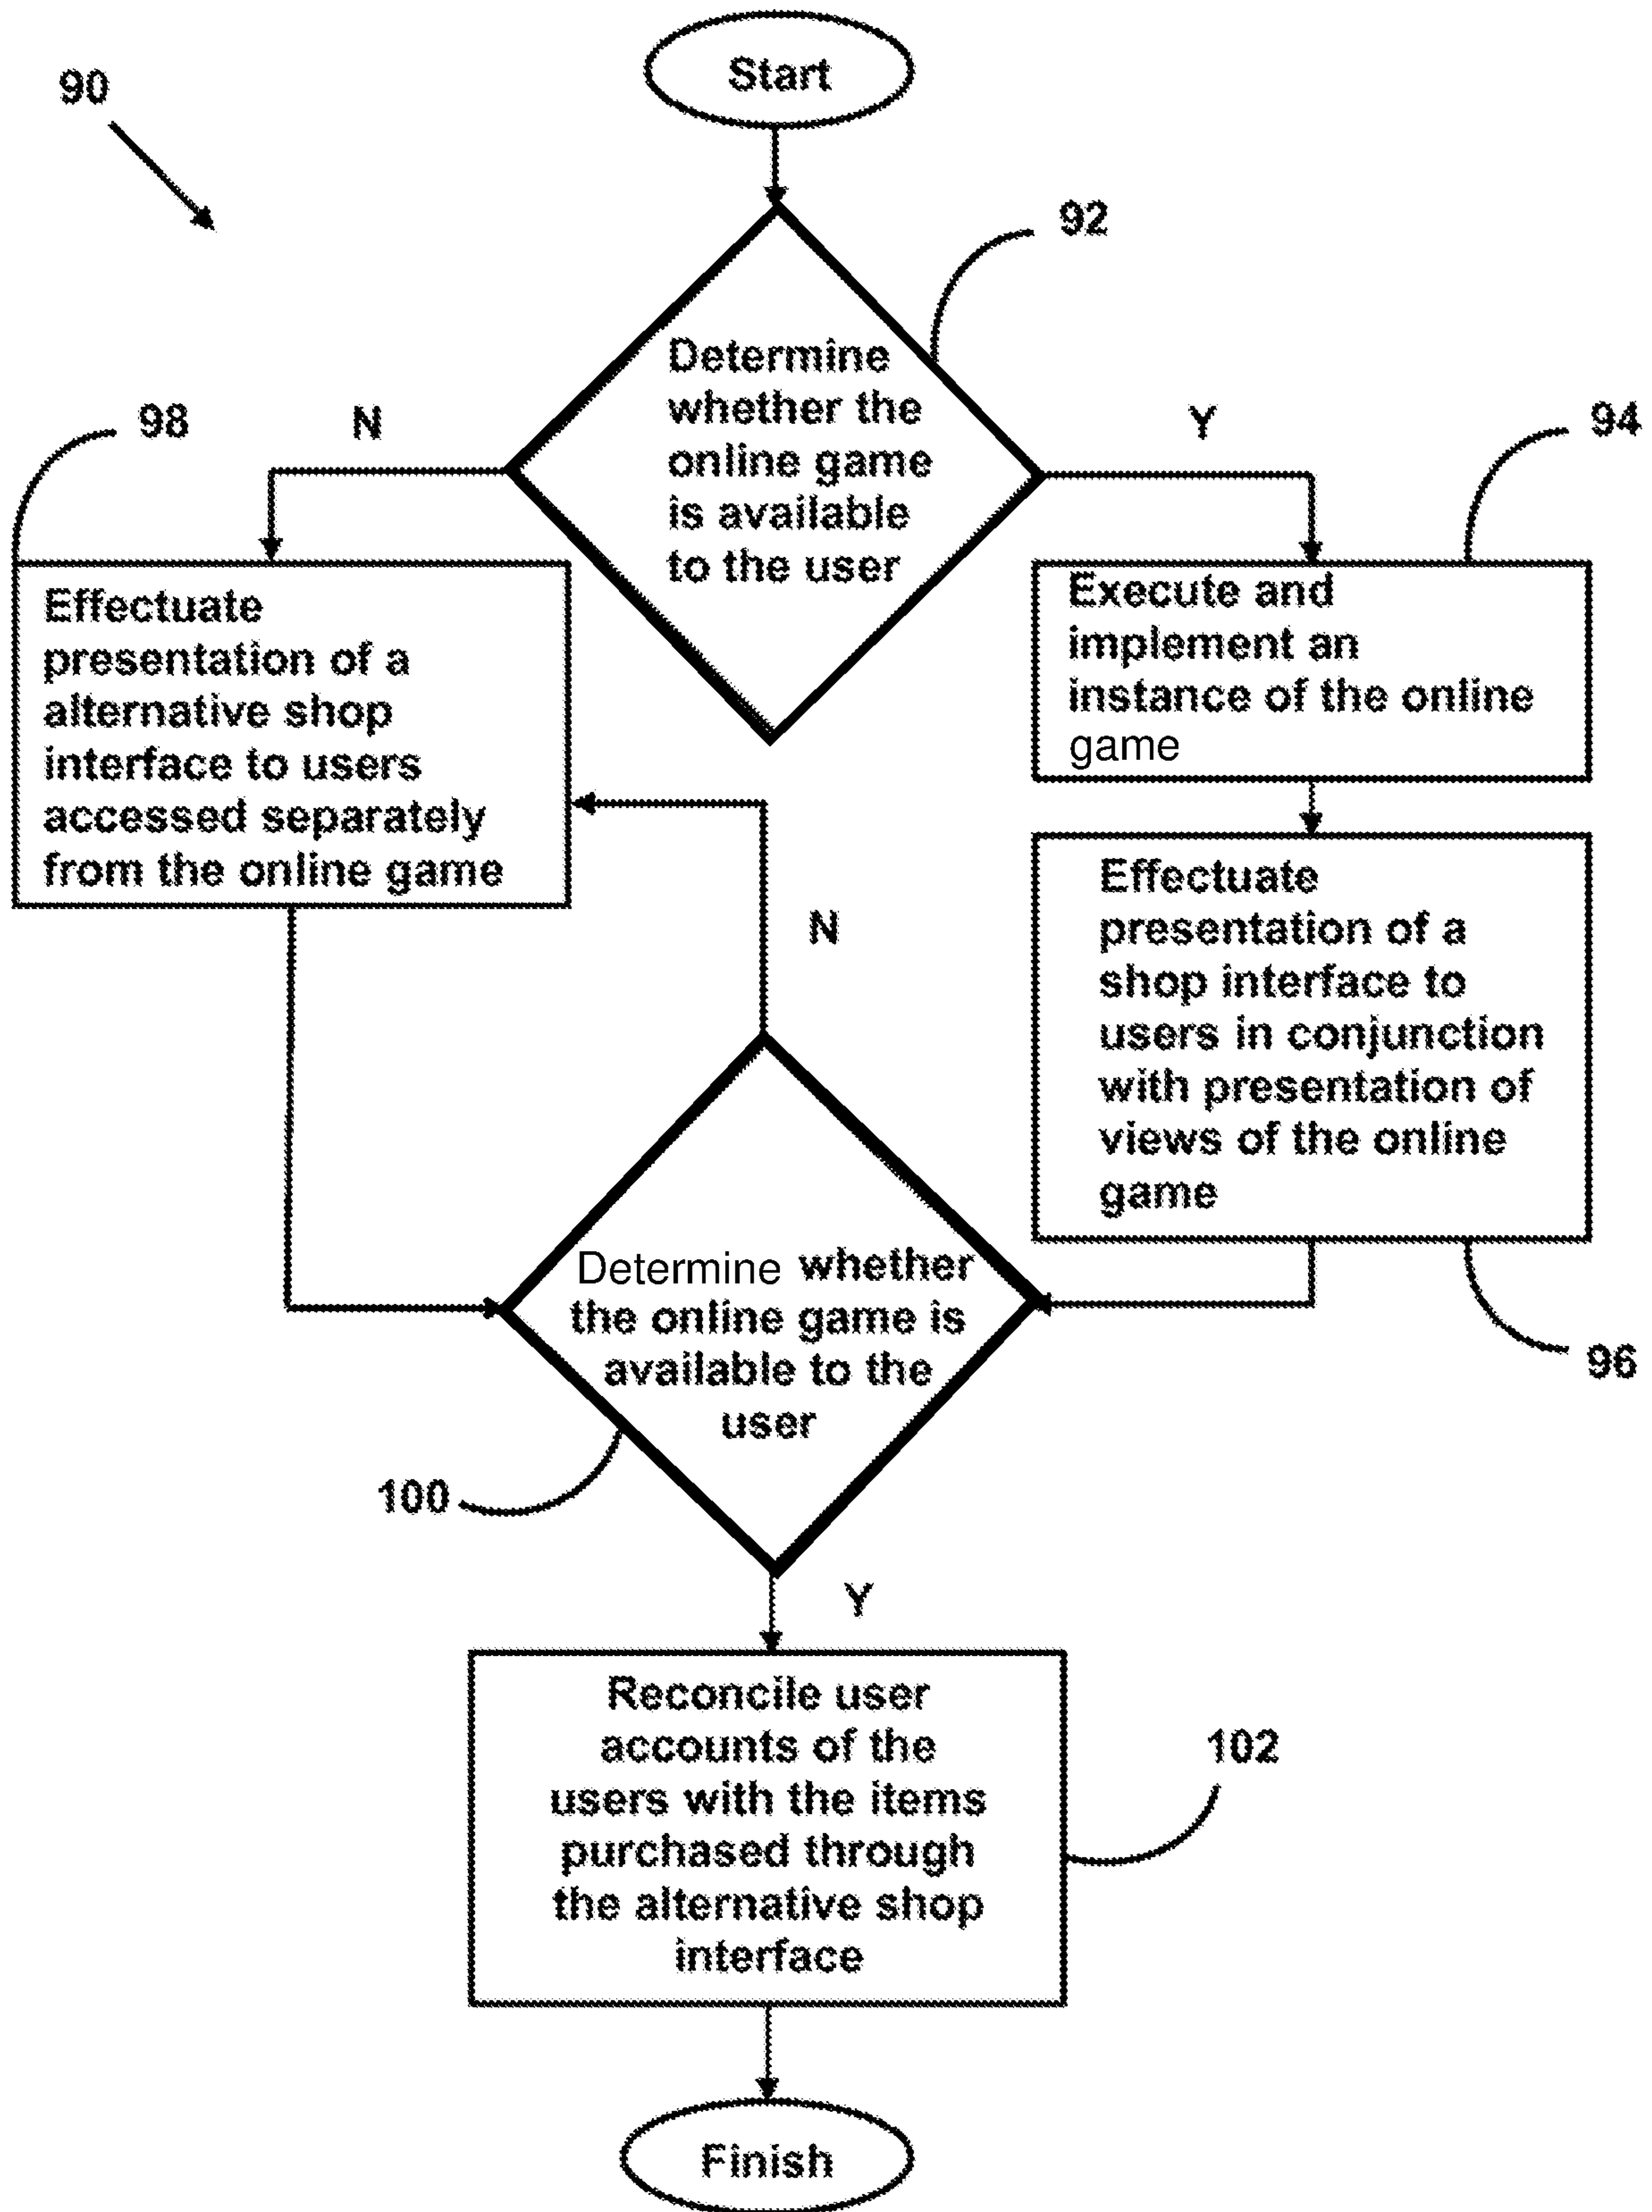 90
Start
92
Determine
whether the
online game
is available
to the user
N
Y
98
94
Effectuate
presentation of a
alternative shop
interface to users
accessed separately
from the online game
Execute and
implement an
instance of the online
game
N
Effectuate
presentation of a
shop interface to
users in conjunction
with presentation of
views of the online
game
96
Determine whether
the online game is
available to the
user
100
Y
Reconcile user
accounts of the
users with the items
purchased through
the alternative shop
interface
102
Finish